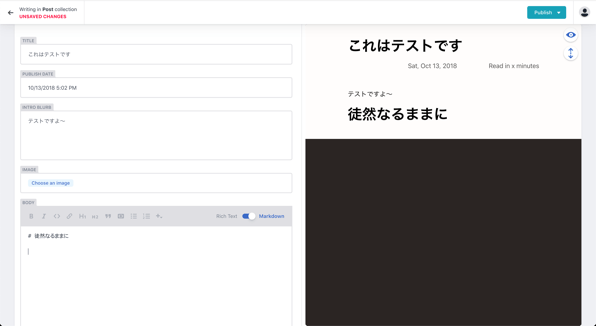 Writing in Post collection
UNSAVED CHANGES
Publish
TITLE
これはテストです
PUBLISH DATE
10/13/2018 5:02 PM
INTRO BLURB
テストですよ〜
IMAGE
Choose an image
BODY
Rich Text
Markdown
# 徒然なるままに
これはテストです
Sat, Oct 13, 2018
Read in x minutes
テストですよ〜
徒然なるままに